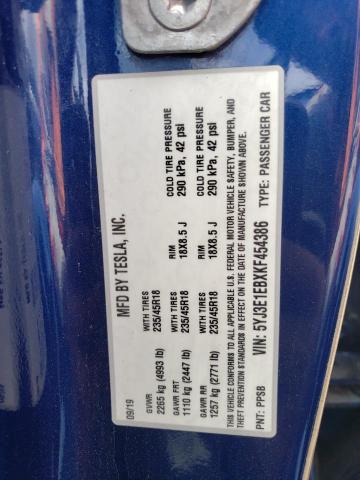 MFD BY TESLA, INC.
09/19
GVWR WITH TIRES RIM COLD TIRE PRESSURE
2265 kg (4993 lb) 235/45R18 18X8.5 J 290 kPa, 42 psi
GAWR FRT
1110 kg (2447 lb)
GAWR RR WITH TIRES RIM COLD TIRE PRESSURE
1257 kg (2771 lb) 235/45R18 18X8.5 J 290 kPa, 42 psi
THIS VEHICLE CONFORMS TO ALL APPLICABLE U.S. FEDERAL MOTOR VEHICLE SAFETY, BUMPER, AND
THEFT PREVENTION STANDARDS IN EFFECT ON THE DATE OF MANUFACTURE SHOWN ABOVE.
VIN: 5YJ3E1EBXKF454386 TYPE: PASSENGER CAR
PNT: PPSB